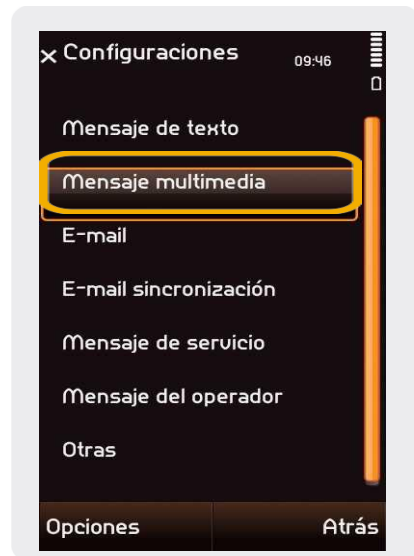 Configuraciones
09:46
Mensaje de texto
Mensaje multimedia
E-mail
E-mail sincronización
Mensaje de servicio
Mensaje del operador
Otras
Opciones Atrás